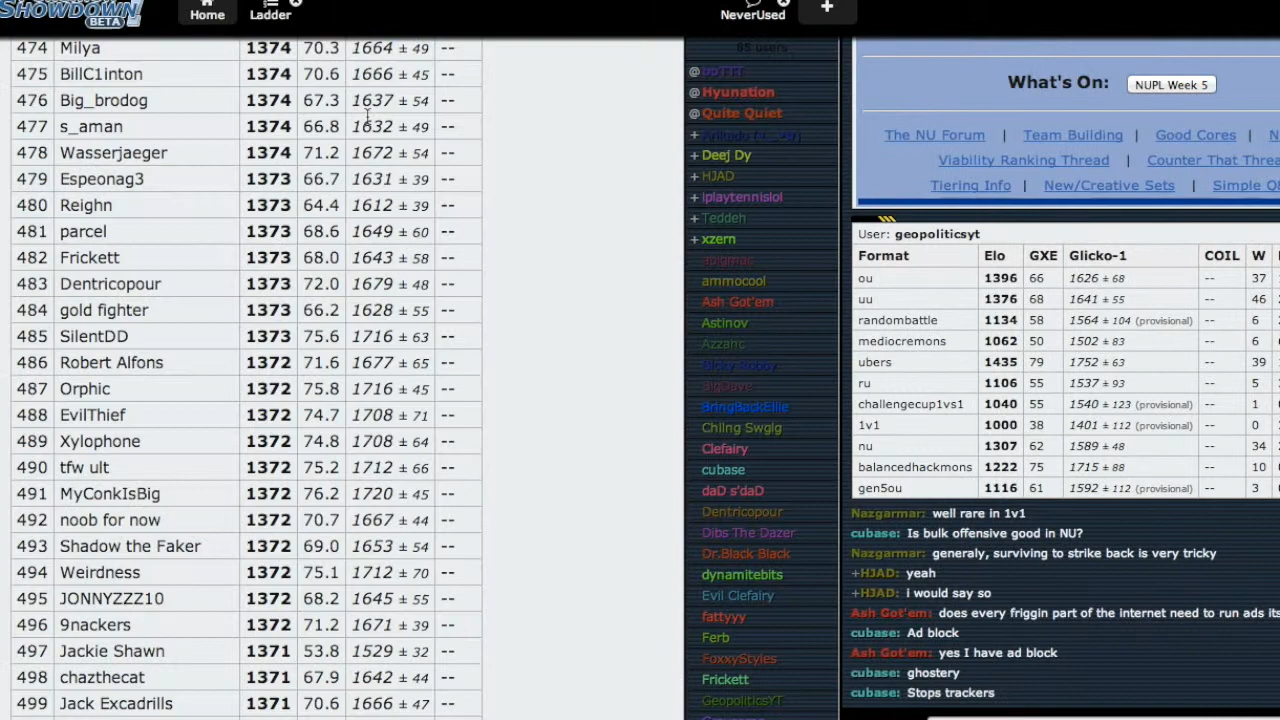 SHOWDOWN
BETA
Home
Ladder
NeverUsed
+
474 Milya 1374 70.3 1664 ± 49 --
475 BillC1inton 1374 70.6 1666 ± 45 --
476 Big_brodog 1374 67.3 1637 ± 54 --
477 s_aman 1374 66.8 1632 ± 49 --
478 Wasserjaeger 1374 71.2 1672 ± 54 --
479 Espeonag3 1373 66.7 1631 ± 39 --
1373 64.4 1612 ± 39 --
481 parcel 1373 68.6 1649 ± 60 --
482 Frickett 1373 68.0 1643 ± 58 --
483 Dentricopour 1373 72.0 1679 ± 48 --
484 fluid fighter 1373 66.4 1628 ± 55 --
485 SilentDD 1373 75.6 1716 ± 63 --
486 Robert Alfons 1372 71.6 1677 ± 65 --
487 Ophic 1372 75.6 1716 ± 45 --
488 EvilThief 1372 74.7 1708 ± 71 --
489 Xylophone 1372 74.8 1708 ± 64 --
490 tfw ult 1372 75.2 1712 ± 66 --
491 MyConkIsBig 1372 76.2 1720 ± 45 --
492 noob for now 1372 70.7 1667 ± 44 --
493 Shadow the Faker 1372 69.0 1653 ± 54 --
494 Weirdness 1372 75.1 1712 ± 70 --
495 JONNYZZZ10 1372 68.2 1645 ± 55 --
496 9nackers 1372 71.2 1671 ± 39 --
497 Jackie Shawn 1371 53.8 1529 ± 32 --
498 chazthecat 1371 67.9 1642 ± 44 --
Excadrills 1371 1666 ± 42 --
85 users
@ Hyunation
@ Quite Quiet
+ Deej Dy
+ HJAD
+ iplaytennislol
+ Teddeh
+ xzern
apigmac
ammocool
Ash Got'em
Astinov
Azzahc
BigDave
BringBackEllie
Chilng Swglg
Clefairy
cubase
daD s'daD
Dentricopour
Dibs The Dazer
Dr.Black Black
dynamitebits
Evil Clefairy
fattyyy
Ferb
FoxxyStyles
Frickett
GeopoliticsYT
What's On: NUPL Week 5
The NU Forum | Team Building | Good Cores | N
Viability Ranking Thread | Counter That Threa
Tiering Info | New/Creative Sets | Simple Q
User: geopoliticsyt
Format Elo GXE Glicko-1 COIL W
ou 1396 66 1626 ± 68 -- 37
uu 1376 68 1641 ± 55 -- 46
randombattle 1134 58 1564 ± 104 (provisional) -- 6
mediocremons 1062 50 1502 ± 83 -- 6
ubers 1435 79 1752 ± 63 -- 39
ru 1106 55 1537 ± 93 -- 5
challengecup1vs1 1040 55 1540 ± 123 (provisional) -- 1
1v1 1000 38 1401 ± 112 (provisional) -- 0
nu 1307 62 1589 ± 48 -- 34
balancedhackmons 1222 75 1715 ± 88 -- 10
gen5ou 1116 61 1592 ± 112 (provisional) -- 3
Nazgarmar: well rare in 1v1
cubase: Is bulk offensive good in NU?
Nazgarmar: generaly, surviving to strike back is very tricky
+HJAD: yeah
+HJAD: i would say so
Ash Got'em: does every friggin part of the internet need to run ads its
cubase: Ad block
Ash Got'em: yes I have ad block
cubase: ghostery
cubase: Stops trackers